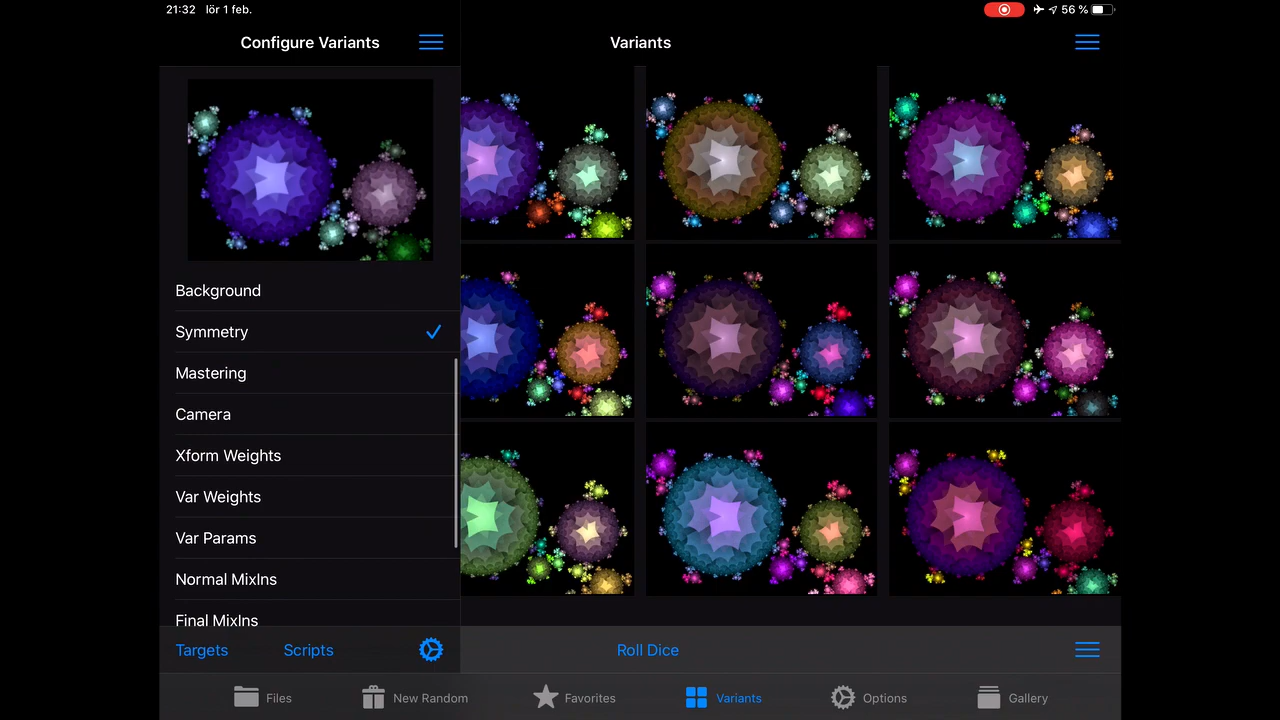 21:32 lör 1 feb. 56 %
Configure Variants
Variants
Background
Symmetry
Mastering
Camera
Xform Weights
Var Weights
Var Params
Normal MixIns
Final MixIns
Targets Scripts
Roll Dice
Files New Random Favorites Variants Options Gallery